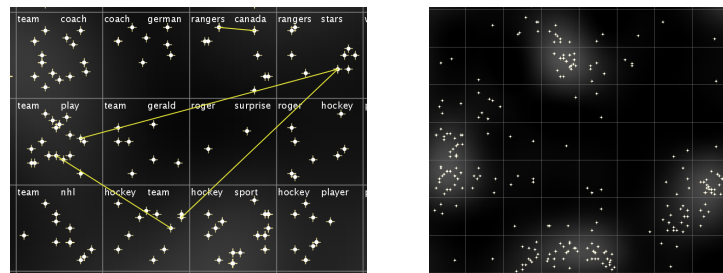 team coach coach german rangers canada rangers stars
team play team gerald roger surprise roger hockey
team nhl hockey team hockey sport hockey player